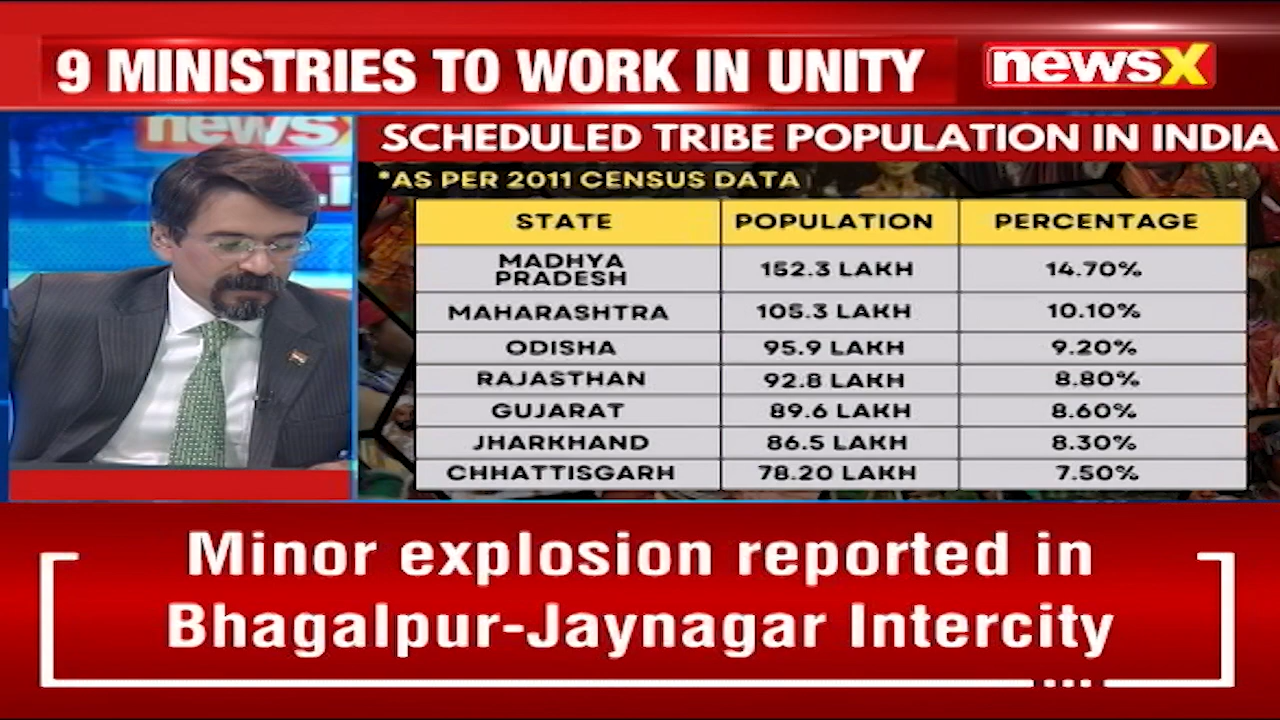 9 MINISTRIES TO WORK IN UNITY
newsX
newsX
SCHEDULED TRIBE POPULATION IN INDIA
*AS PER 2011 CENSUS DATA
STATE POPULATION PERCENTAGE
MADHYA PRADESH 152.3 LAKH 14.70%
MAHARASHTRA 105.3 LAKH 10.10%
ODISHA 95.9 LAKH 9.20%
RAJASTHAN 92.8 LAKH 8.80%
GUJARAT 89.6 LAKH 8.60%
JHARKHAND 86.5 LAKH 8.30%
CHHATTISGARH 78.20 LAKH 7.50%
Minor explosion reported in
Bhagalpur-Jaynagar Intercity